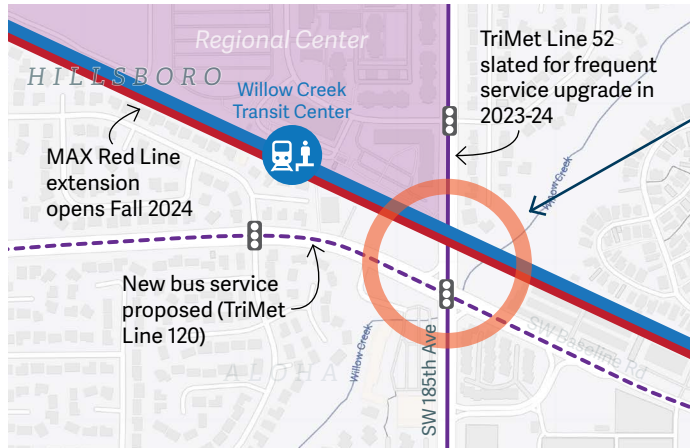 Regional Center
HILLSBORO
Willow Creek
Transit Center
TriMet Line 52
slated for frequent
service upgrade in
2023-24
MAX Red Line
extension
opens Fall 2024
Willow Creek
New bus service
proposed (TriMet
Line 120)
SW Baseline Rd
Willow Creek
ALOHA
SW 185th Ave